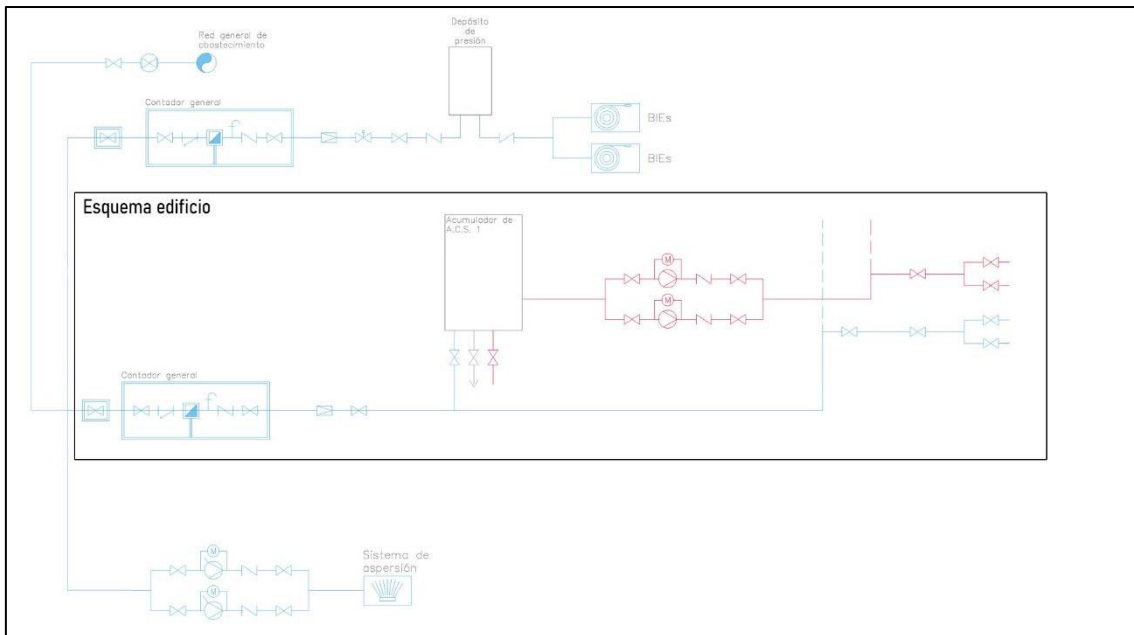 Red general de
abastecimiento
Depósito
de
presión
Contador general
BIEs
BIEs
Esquema edificio
Acumulador de
A.C.S. 1
M
M
Contador general
M
M
Sistema de
aspersión